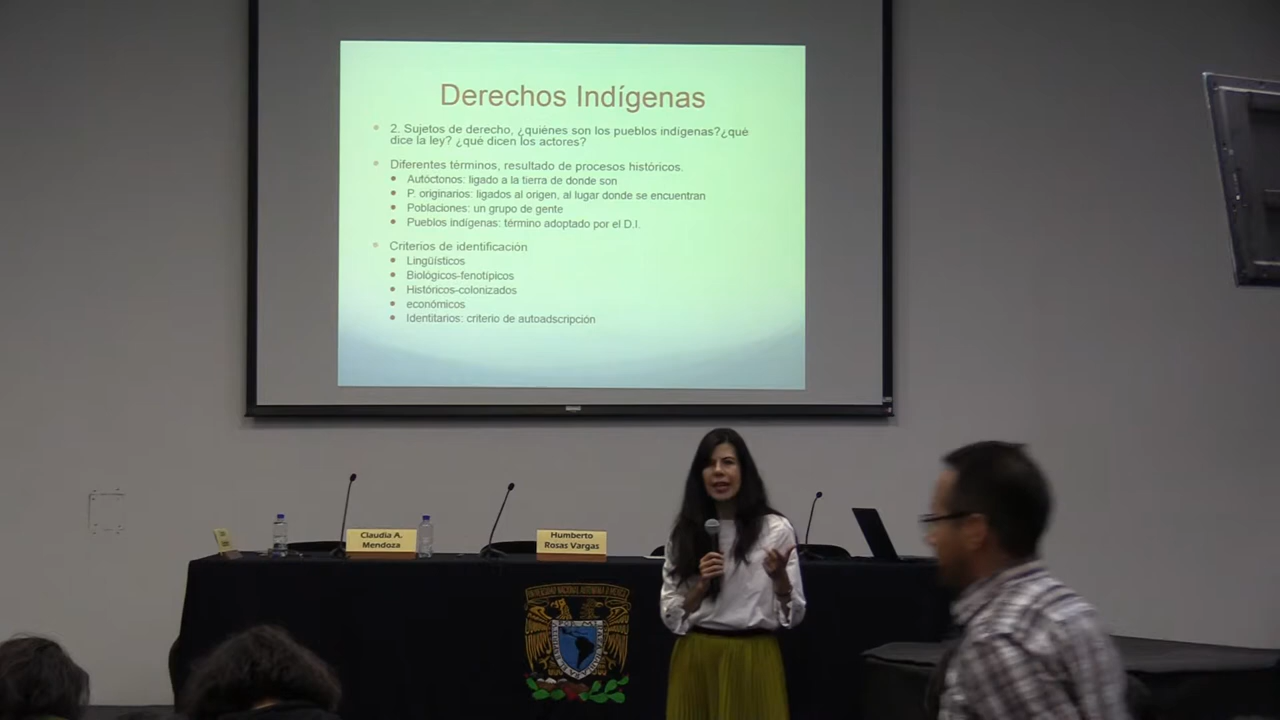 Derechos Indígenas
2. Sujetos de derecho, ¿quiénes son los pueblos indígenas?¿qué
dice la ley? ¿qué dicen los actores?
Diferentes términos, resultado de procesos históricos.
Autóctonos: ligado a la tierra de donde son
P. originarios: ligados al origen, al lugar donde se encuentran
Poblaciones: un grupo de gente
Pueblos indígenas: término adoptado por el D.I.
Criterios de identificación
Lingüísticos
Biológicos-fenotípicos
Históricos-colonizados
económicos
Identitarios: criterio de autoadscripción
Claudia A.
Mendoza
Humberto
Rosas Vargas